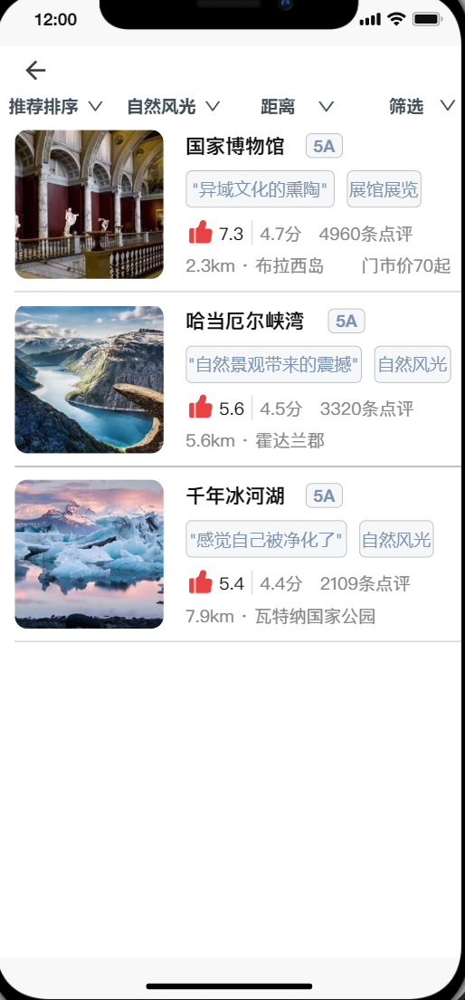 12:00
推荐排序 自然风光 距离 筛选
国家博物馆 5A
"异域文化的熏陶" 展馆展览
7.3 4.7分 4960条点评
2.3km · 布拉西岛 门市价70起
哈当厄尔峡湾 5A
"自然景观带来的震撼" 自然风光
5.6 4.5分 3320条点评
5.6km · 霍达兰郡
千年冰河湖 5A
"感觉自己被净化了" 自然风光
5.4 4.4分 2109条点评
7.9km · 瓦特纳国家公园